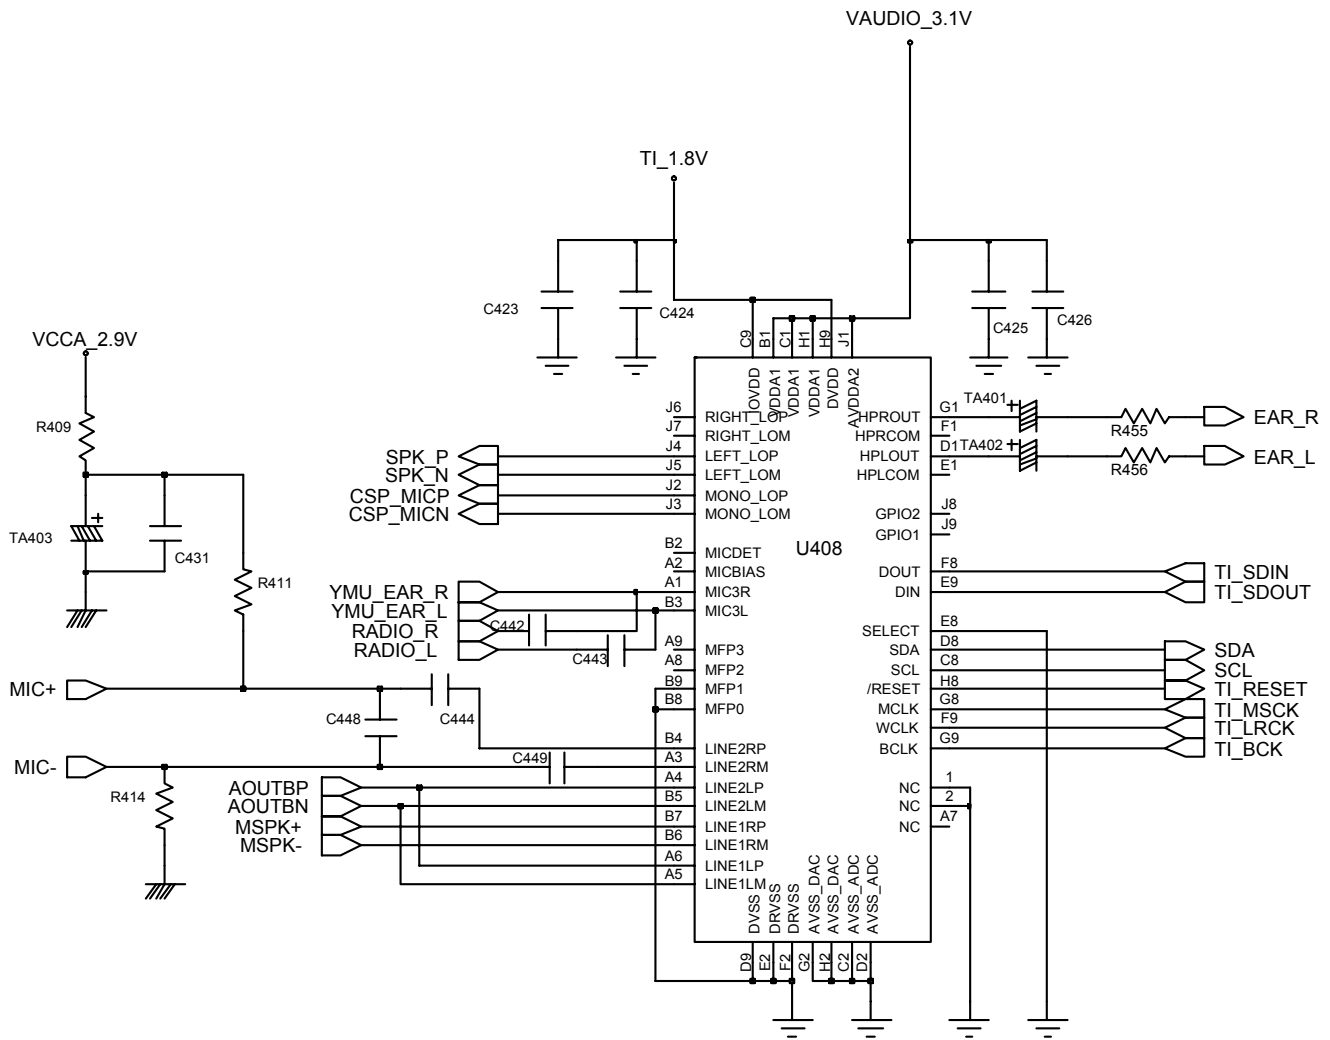 VAUDIO_3.1V
TI_1.8V
C423
C424
C425
C426
VCCA_2.9V
R409
TA403
C431
R411
C9
B1
C1
H1
H9
J1
IOVDD
VDDA1
VDDA1
VDDA1
DVDD
AVDDA2
J6 RIGHT_LOP
J7 RIGHT_LOM
SPK_P J4 LEFT_LOP
SPK_N J5 LEFT_LOM
CSP_MICP J2 MONO_LOP
CSP_MICN J3 MONO_LOM
B2 MICDET
A2 MICBIAS
YMU_EAR_R A1 MIC3R
YMU_EAR_L B3 MIC3L
RADIO_R C442
RADIO_L C443
A9 MFP3
A8 MFP2
B9 MFP1
B8 MFP0
MIC+
C448
C444
B4 LINE2RP
MIC-
C449
A3 LINE2RM
R414
AOUTBP A4 LINE2LP
AOUTBN B5 LINE2LM
MSPK+ B7 LINE1RP
MSPK- B6 LINE1RM
A6 LINE1LP
A5 LINE1LM
U408
HPROUT G1 TA401 + R455 EAR_R
HPRCOM F1
HPLOUT D1 TA402 + R456 EAR_L
HPLCOM E1
GPIO2 J8
GPIO1 J9
DOUT F8 TI_SDIN
DIN E9 TI_SDOUT
SELECT E8
SDA D8 SDA
SCL C8 SCL
/RESET H8 TI_RESET
MCLK G8 TI_MSCK
WCLK F9 TI_LRCK
BCLK G9 TI_BCK
NC 1
NC 2
NC A7
DVSS
DRVSS
DRVSS
AVSS_DAC
AVSS_DAC
AVSS_ADC
AVSS_ADC
D9
E2
F2
G2
H2
C2
D2
+